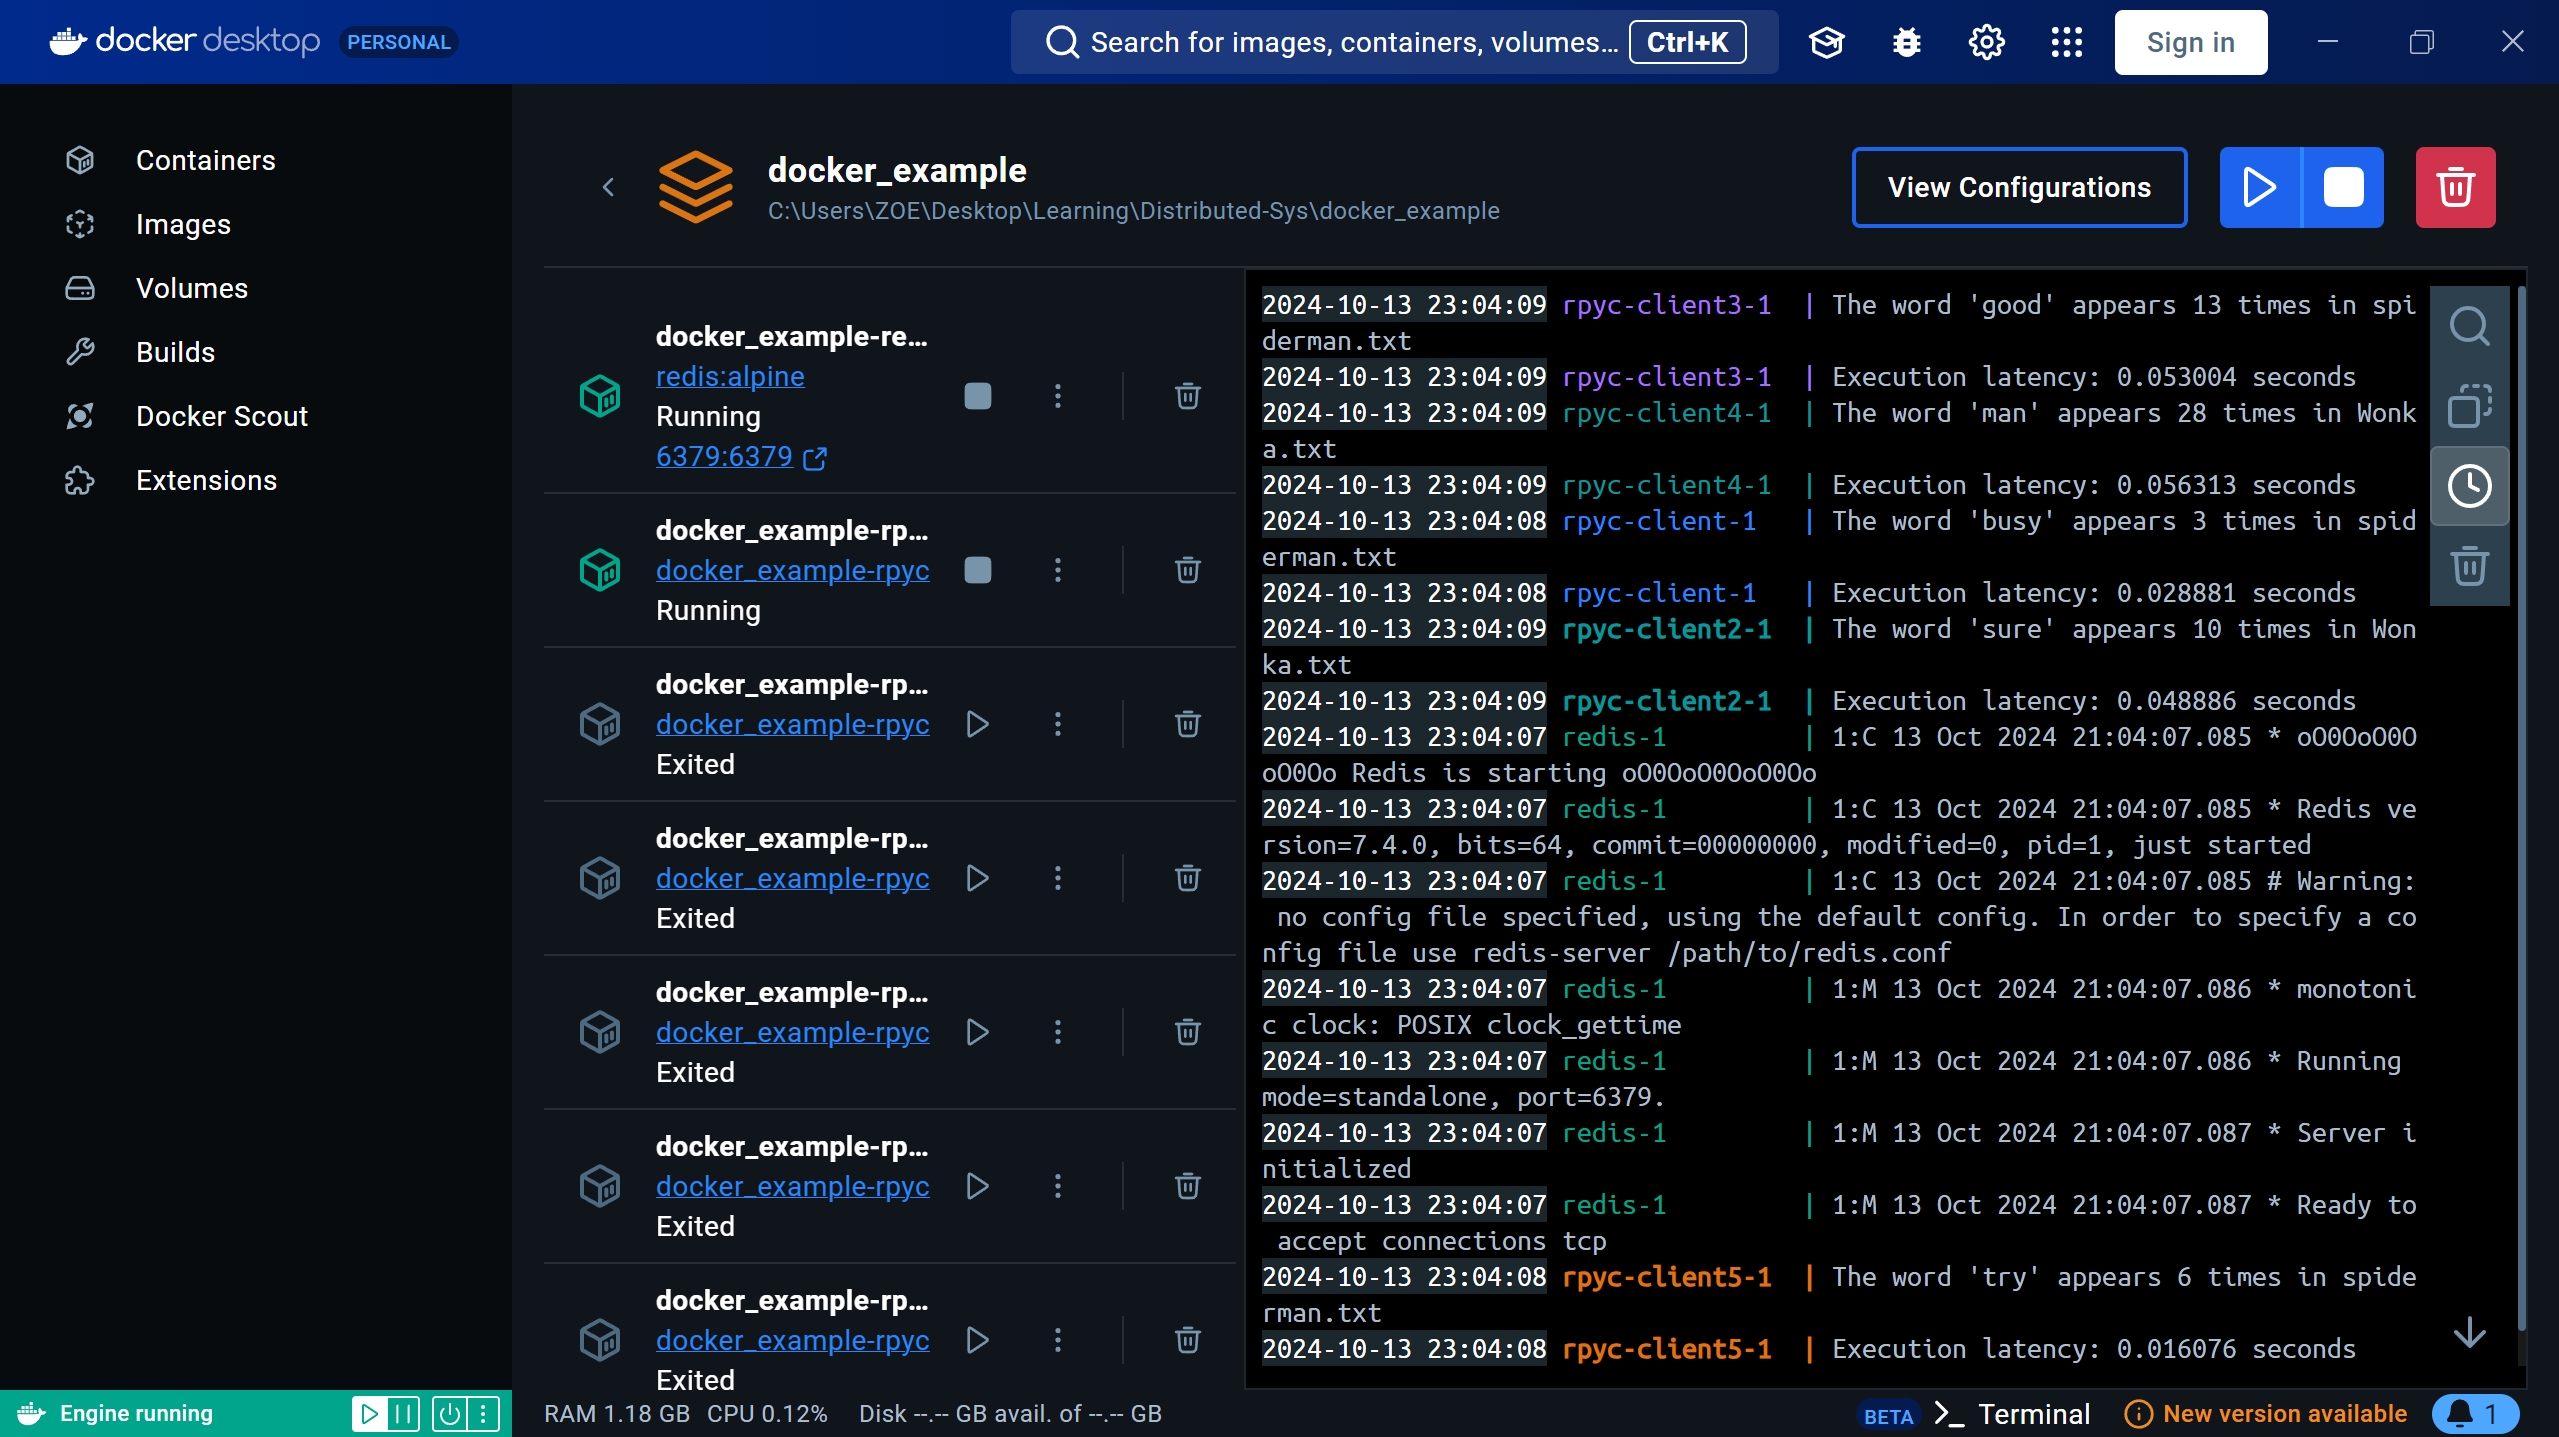 docker desktop PERSONAL
Search for images, containers, volumes... Ctrl+K
Sign in
Containers
Images
Volumes
Builds
Docker Scout
Extensions
docker_example
C:\Users\ZOE\Desktop\Learning\Distributed-Sys\docker_example
View Configurations
docker_example-re...
redis:alpine
Running
6379:6379
docker_example-rp...
docker_example-rpyc
Running
docker_example-rp...
docker_example-rpyc
Exited
docker_example-rp...
docker_example-rpyc
Exited
docker_example-rp...
docker_example-rpyc
Exited
docker_example-rp...
docker_example-rpyc
Exited
docker_example-rp...
docker_example-rpyc
Exited
2024-10-13 23:04:09 rpyc-client3-1 | The word 'good' appears 13 times in spi
derman.txt
2024-10-13 23:04:09 rpyc-client3-1 | Execution latency: 0.053004 seconds
2024-10-13 23:04:09 rpyc-client4-1 | The word 'man' appears 28 times in Wonk
a.txt
2024-10-13 23:04:09 rpyc-client4-1 | Execution latency: 0.056313 seconds
2024-10-13 23:04:08 rpyc-client-1 | The word 'busy' appears 3 times in spid
erman.txt
2024-10-13 23:04:08 rpyc-client-1 | Execution latency: 0.028881 seconds
2024-10-13 23:04:09 rpyc-client2-1 | The word 'sure' appears 10 times in Won
ka.txt
2024-10-13 23:04:09 rpyc-client2-1 | Execution latency: 0.048886 seconds
2024-10-13 23:04:07 redis-1 | 1:C 13 Oct 2024 21:04:07.085 * oO0OoO0O
oO0Oo Redis is starting oO0OoO0OoO0Oo
2024-10-13 23:04:07 redis-1 | 1:C 13 Oct 2024 21:04:07.085 * Redis ve
rsion=7.4.0, bits=64, commit=00000000, modified=0, pid=1, just started
2024-10-13 23:04:07 redis-1 | 1:C 13 Oct 2024 21:04:07.085 # Warning:
no config file specified, using the default config. In order to specify a co
nfig file use redis-server /path/to/redis.conf
2024-10-13 23:04:07 redis-1 | 1:M 13 Oct 2024 21:04:07.086 * monotoni
c clock: POSIX clock_gettime
2024-10-13 23:04:07 redis-1 | 1:M 13 Oct 2024 21:04:07.086 * Running
mode=standalone, port=6379.
2024-10-13 23:04:07 redis-1 | 1:M 13 Oct 2024 21:04:07.087 * Server i
nitialized
2024-10-13 23:04:07 redis-1 | 1:M 13 Oct 2024 21:04:07.087 * Ready to
accept connections tcp
2024-10-13 23:04:08 rpyc-client5-1 | The word 'try' appears 6 times in spide
rman.txt
2024-10-13 23:04:08 rpyc-client5-1 | Execution latency: 0.016076 seconds
Engine running
RAM 1.18 GB CPU 0.12% Disk --.-- GB avail. of --.-- GB
BETA >_ Terminal
New version available
1